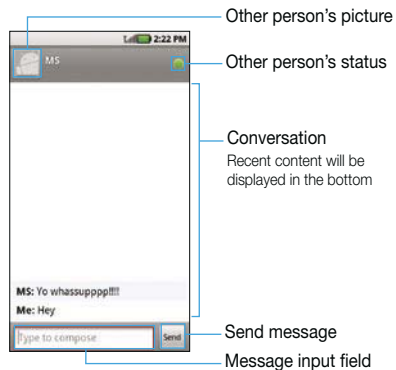 Other person's picture
2:22 PM
MS
Other person's status
Conversation
Recent content will be
displayed in the bottom
MS: Yo whassupppp!!!!
Me: Hey
Type to compose
Send
Send message
Message input field